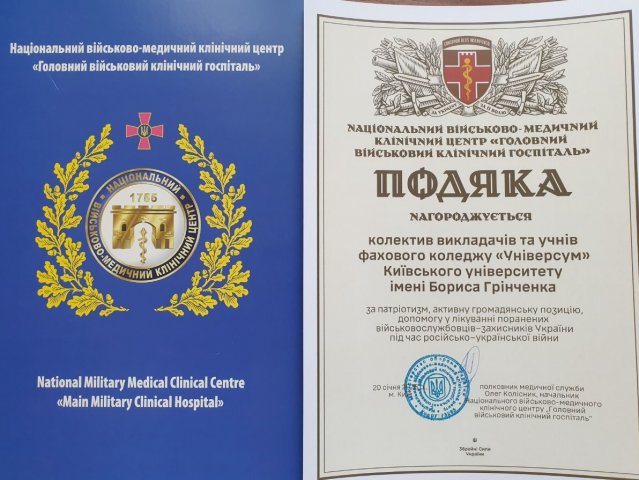 Національний військово-медичний клінічний центр
«Головний військовий клінічний госпіталь»
НАЦІОНАЛЬНИЙ
1755
ВІЙСЬКОВО-МЕДИЧНИЙ КЛІНІЧНИЙ ЦЕНТР
National Military Medical Clinical Centre
«Main Military Clinical Hospital»
НАЦІОНАЛЬНИЙ ВІЙСЬКОВО-МЕДИЧНИЙ
КЛІНІЧНИЙ ЦЕНТР «ГОЛОВНИЙ
ВІЙСЬКОВИЙ КЛІНІЧНИЙ ГОСПІТАЛЬ»
ПОДЯКА
НАГОРОДЖУЄТЬСЯ
колектив викладачів та учнів
фахового коледжу «Універсум»
Київського університету
імені Бориса Грінченка
за патріотизм, активну громадянську позицію,
допомогу у лікуванні поранених
військовослужбовців-захисників України
під час російсько-української війни
20 січня
м.
полковник медичної служби
Олег Колісник, начальник
Національного військово-медичного
клінічного центру „Головний
військовий клінічний госпіталь"
Збройні Сили
України